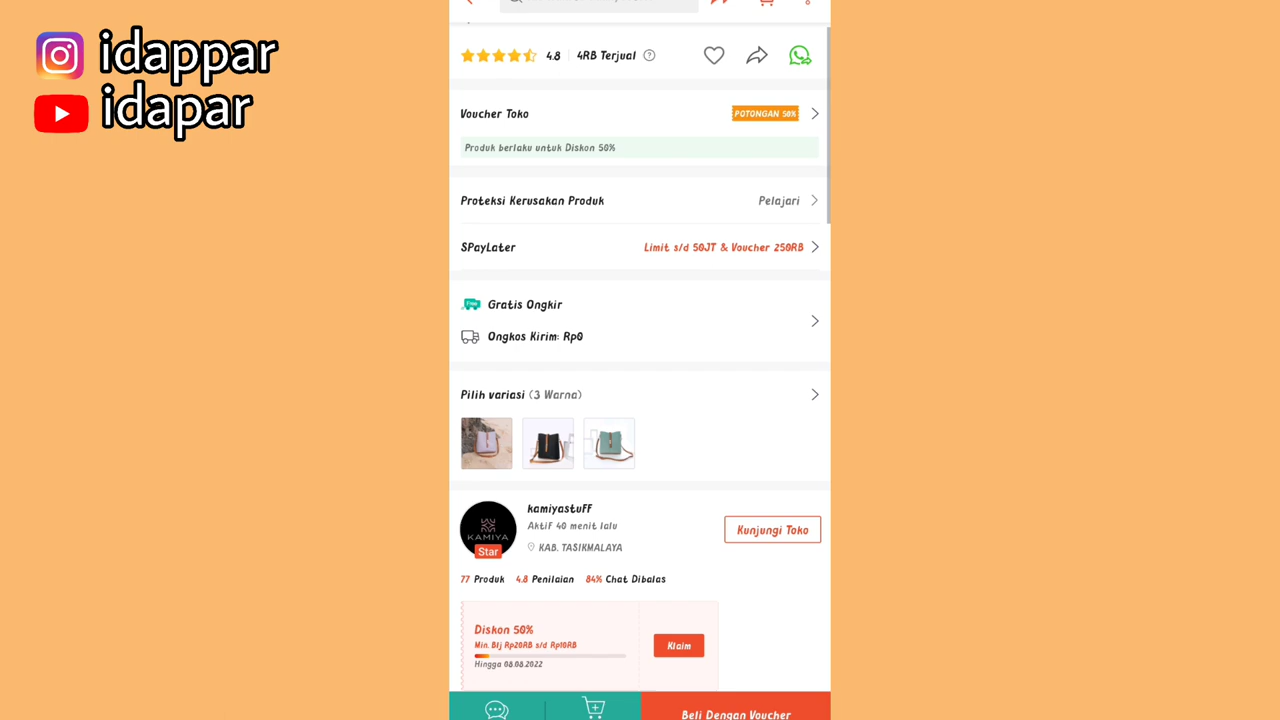 idappar
idapar
4.8 4RB Terjual ?
Voucher Toko POTONGAN 50%
Produk berlaku untuk Diskon 50%
Proteksi Kerusakan Produk Pelajari
SPayLater Limit s/d 50JT & Voucher 250RB
Free Gratis Ongkir
Ongkos Kirim: Rp0
Pilih variasi (3 Warna)
KAMIYA
Star
kamiyastuff
Aktif 40 menit lalu
KAB. TASIKMALAYA
Kunjungi Toko
77 Produk 4.8 Penilaian 84% Chat Dibalas
Diskon 50%
Min. Blj Rp20RB s/d Rp10RB
Hingga 08.08.2022
Klaim
Beli Dengan Voucher